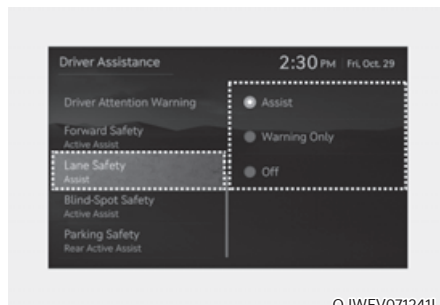 Driver Assistance
2:30 PM Fri, Oct. 29
Driver Attention Warning
Forward Safety
Active Assist
Lane Safety
Assist
Blind-Spot Safety
Active Assist
Parking Safety
Rear Active Assist
Assist
Warning Only
Off